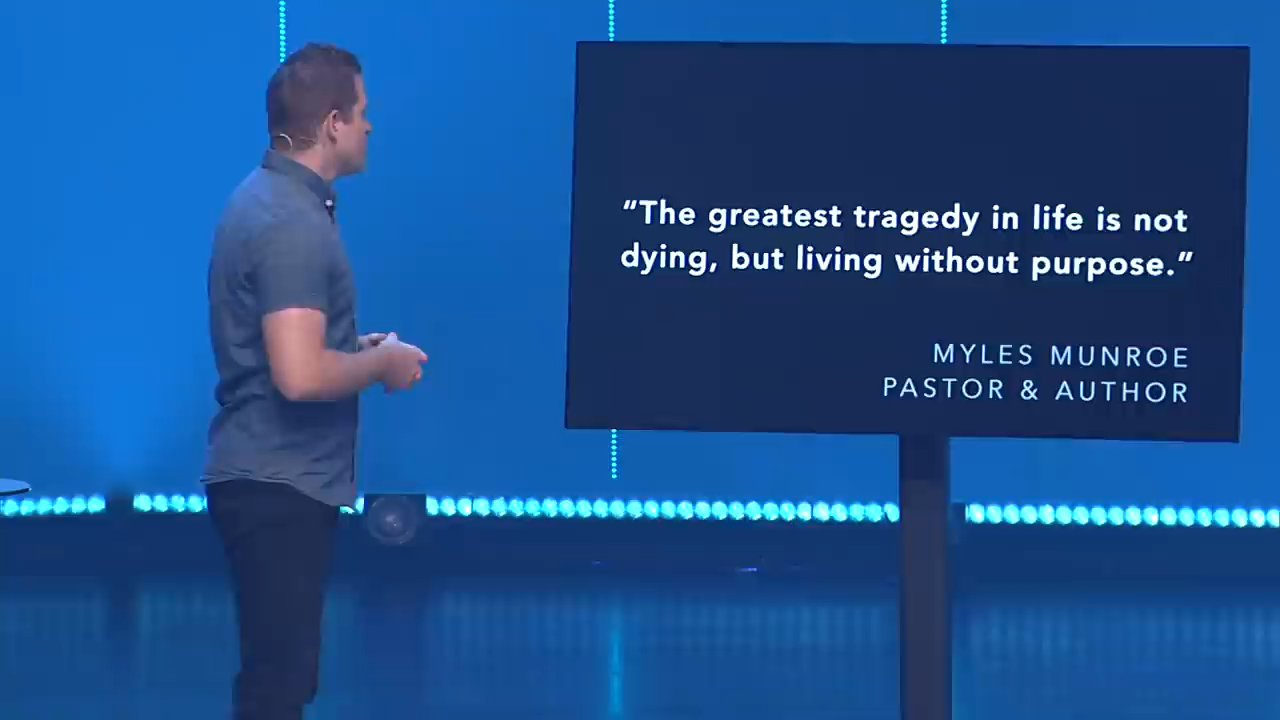 “The greatest tragedy in life is not
dying, but living without purpose.”
MYLES MUNROE
PASTOR & AUTHOR